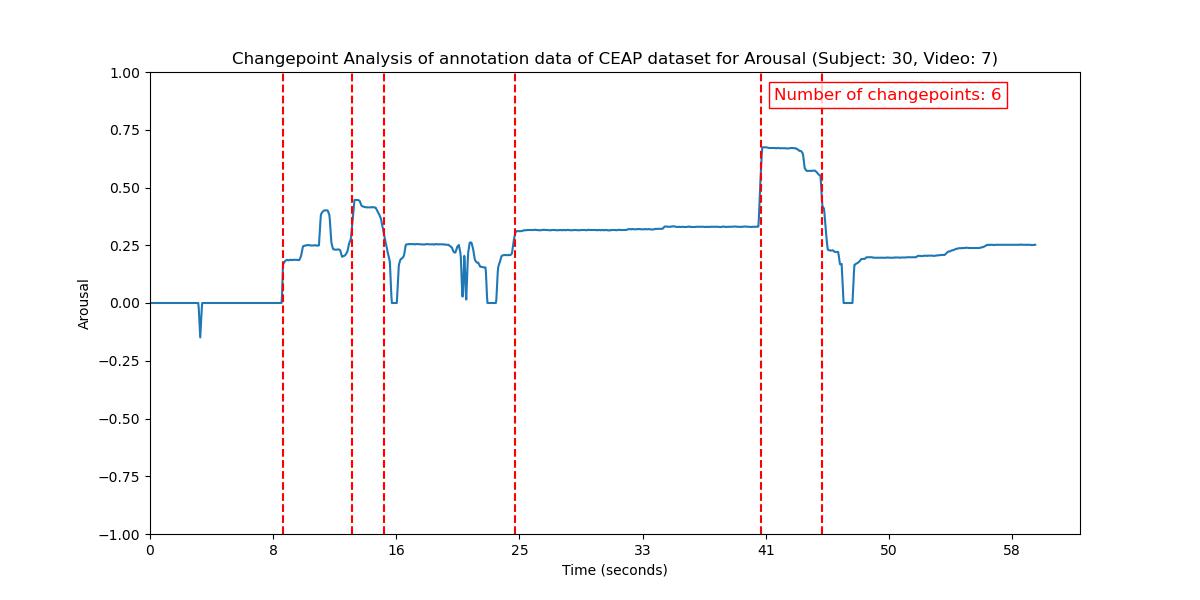 Changepoint Analysis of annotation data of CEAP dataset for Arousal (Subject: 30, Video: 7)
Number of changepoints: 6
Arousal
1.00
0.75
0.50
0.25
0.00
−0.25
−0.50
−0.75
−1.00
0 8 16 25 33 41 50 58
Time (seconds)